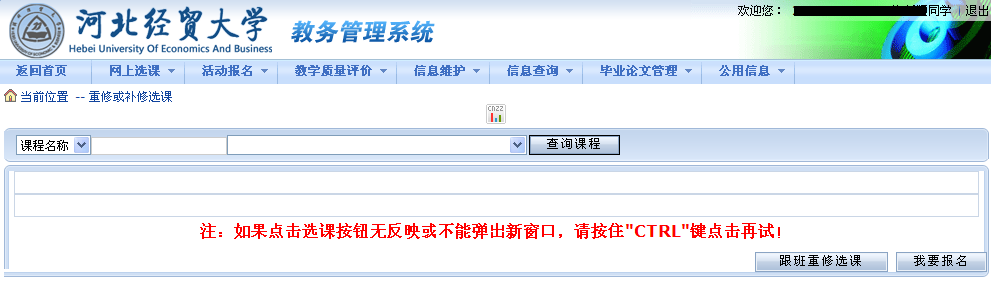 河北经贸大学
Hebei University Of Economics And Business
教务管理系统
欢迎您： 同学 | 退出
返回首页 网上选课 活动报名 教学质量评价 信息维护 信息查询 毕业论文管理 公用信息
当前位置 -- 重修或补修选课
CNZZ
课程名称 查询课程
注：如果点击选课按钮无反映或不能弹出新窗口，请按住"CTRL"键点击再试！
跟班重修选课 我要报名